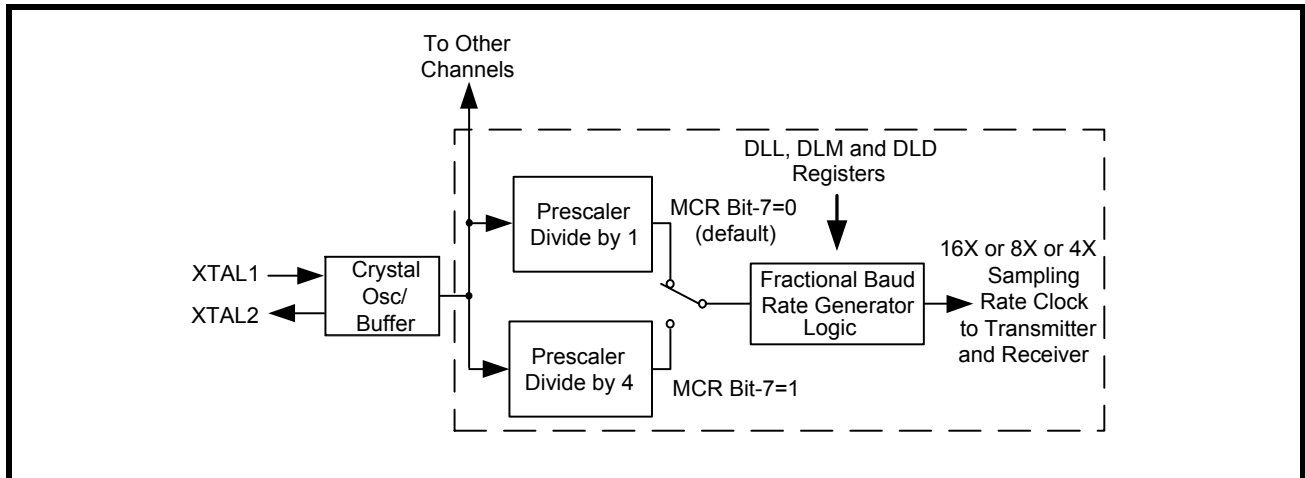 To Other
Channels
DLL, DLM and DLD
Registers
Prescaler
Divide by 1
MCR Bit-7=0
(default)
XTAL1
XTAL2
Crystal
Osc/
Buffer
Fractional Baud
Rate Generator
Logic
16X or 8X or 4X
Sampling
Rate Clock
to Transmitter
and Receiver
Prescaler
Divide by 4
MCR Bit-7=1